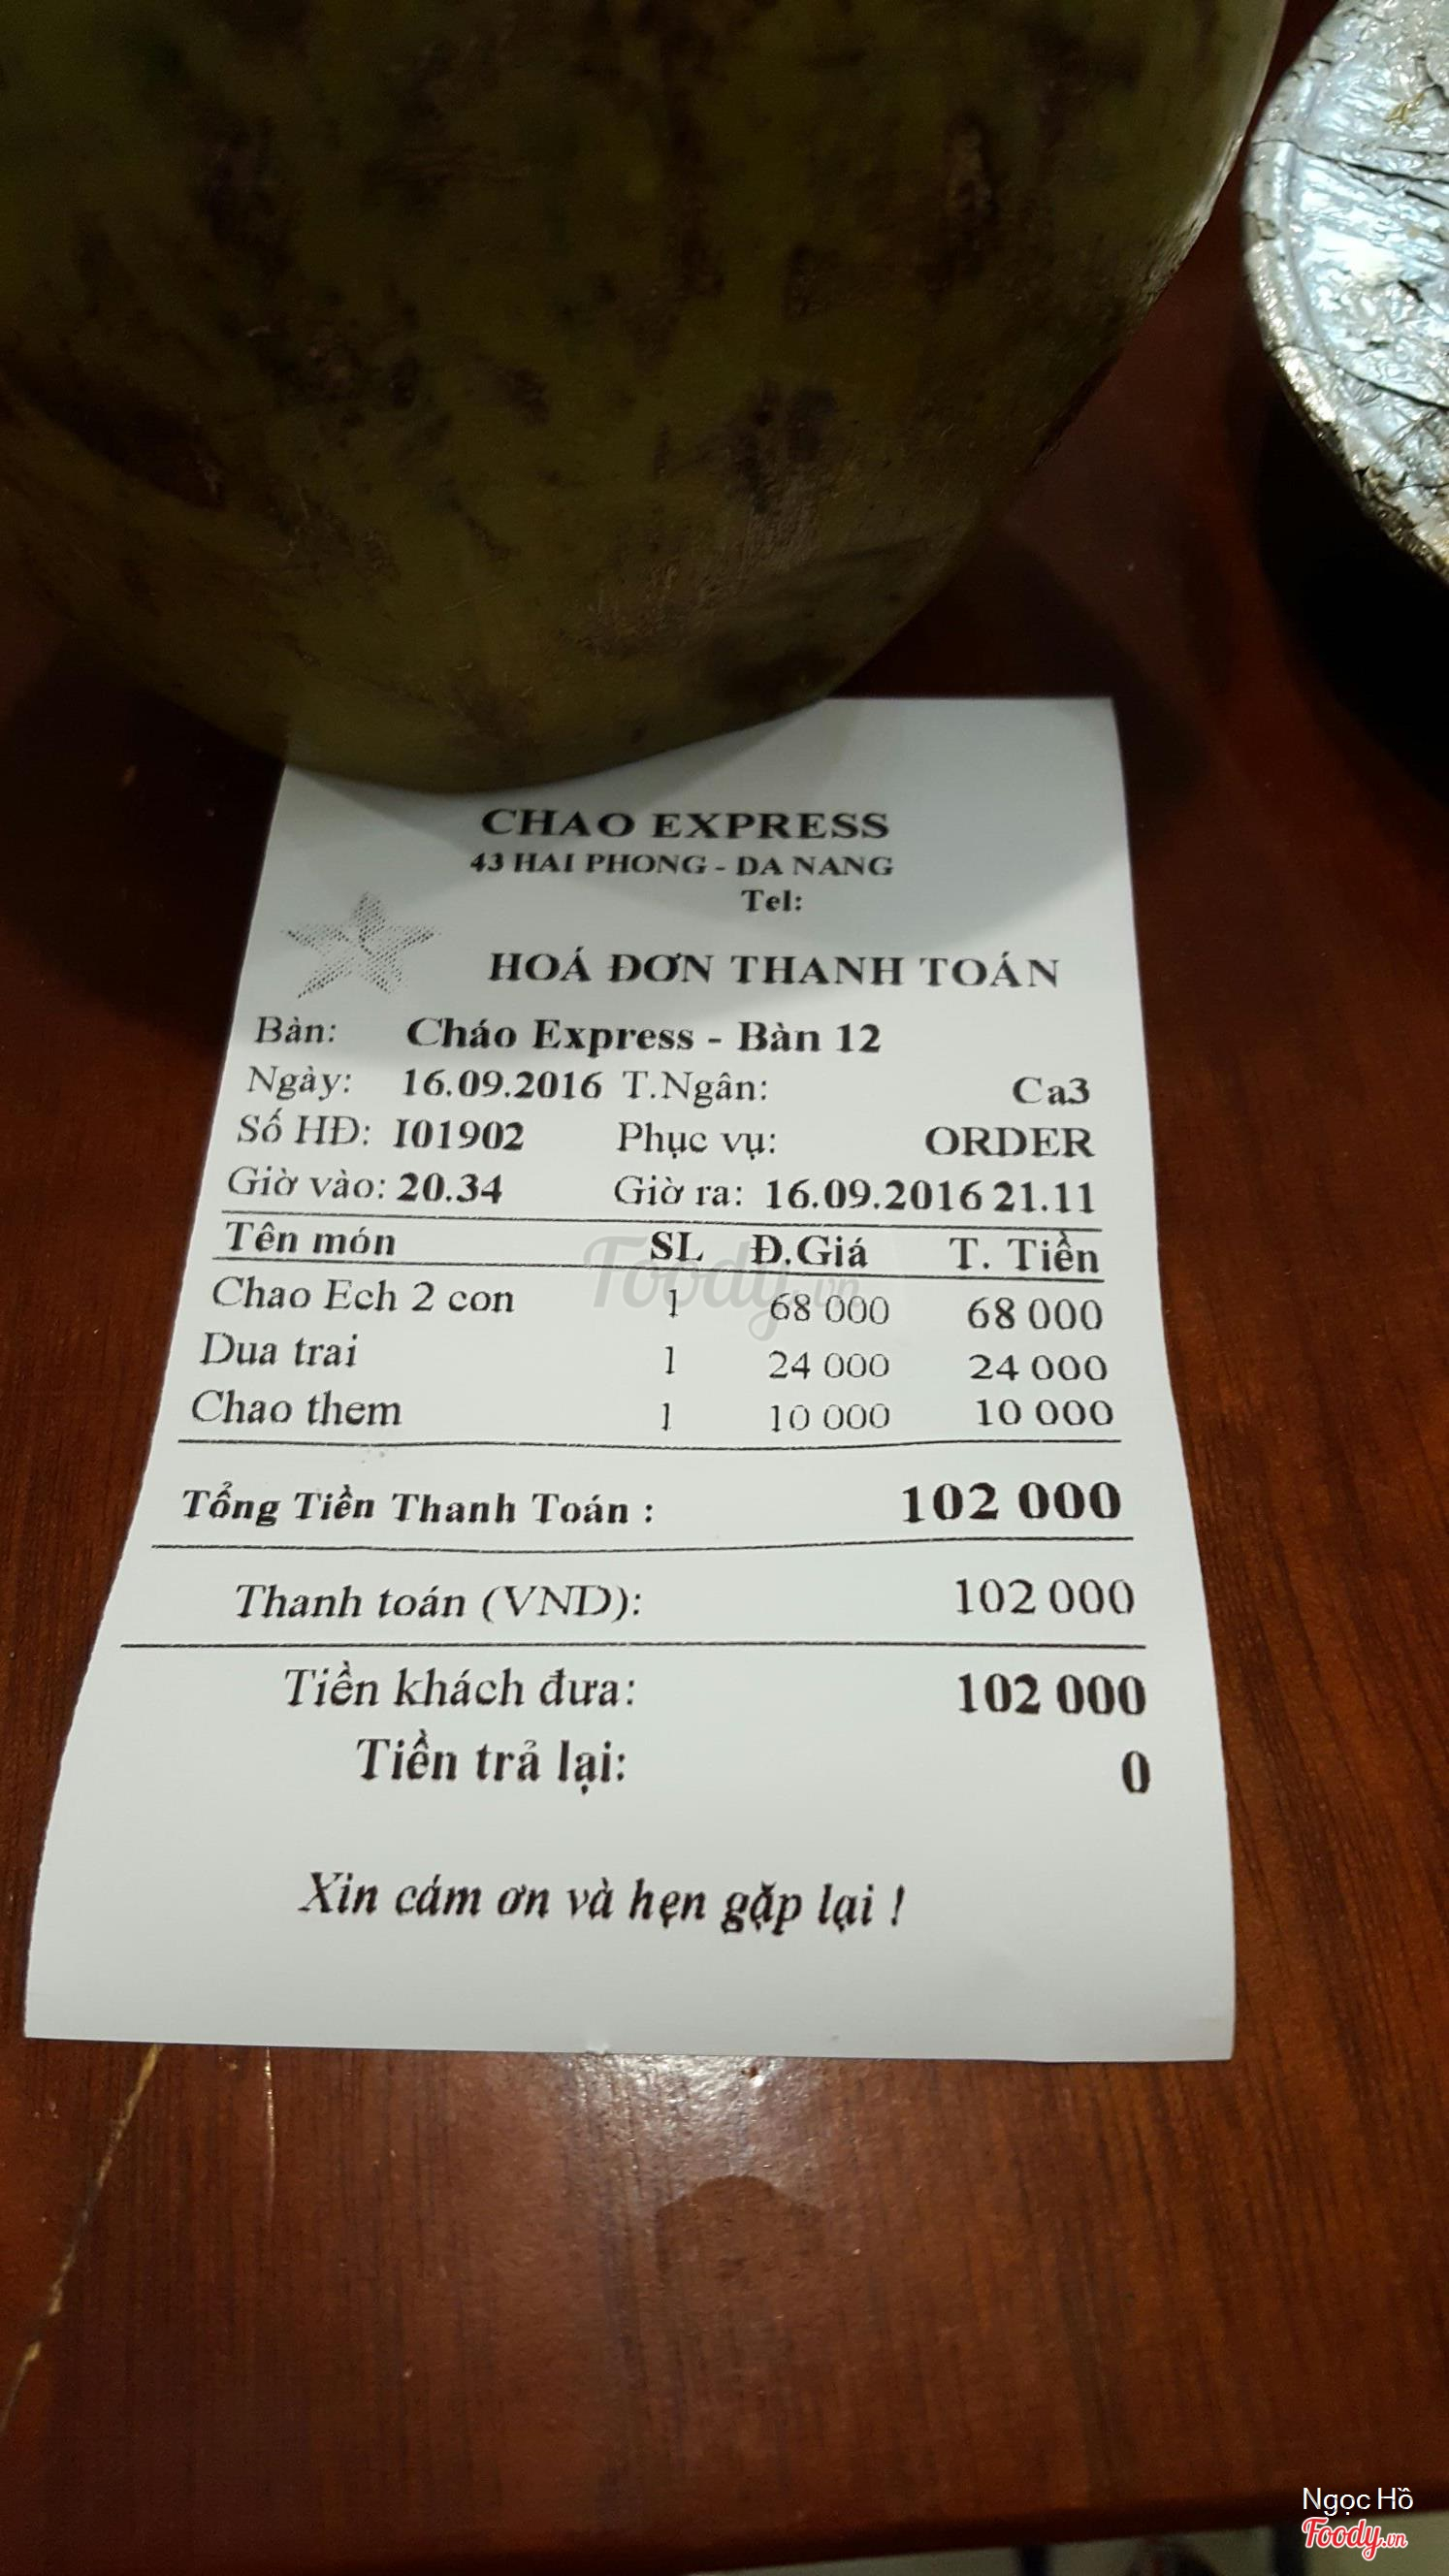 CHAO EXPRESS
43 HAI PHONG - DA NANG
Tel:
HOÁ ĐƠN THANH TOÁN
Bàn: Cháo Express - Bàn 12
Ngày: 16.09.2016 T.Ngân: Ca3
Số HĐ: I01902 Phục vụ: ORDER
Giờ vào: 20.34 Giờ ra: 16.09.2016 21.11
Tên món SL Đ.Giá T. Tiền
Chao Ech 2 con 1 68 000 68 000
Dua trai 1 24 000 24 000
Chao them 1 10 000 10 000
Tổng Tiền Thanh Toán : 102 000
Thanh toán (VND): 102 000
Tiền khách đưa: 102 000
Tiền trả lại: 0
Xin cám ơn và hẹn gặp lại !
Foody.vn
Ngọc Hồ
Foody.vn